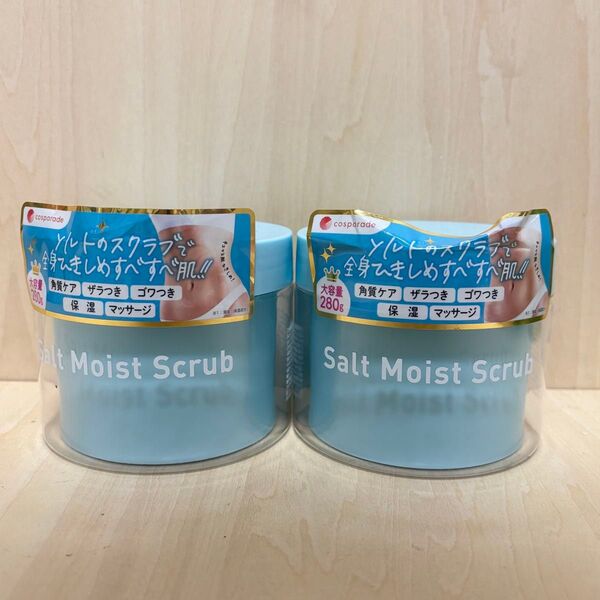 cosparade
ソルトのスクラブで
全身ひきしめすべすべ肌!!
大容量
280g
角質ケア ザラつき ゴワつき
保湿 マッサージ
Salt Moist Scrub
cosparade
ソルトのスクラブで
全身ひきしめすべすべ肌!!
大容量
280g
角質ケア ザラつき ゴワつき
保湿 マッサージ
Salt Moist Scrub